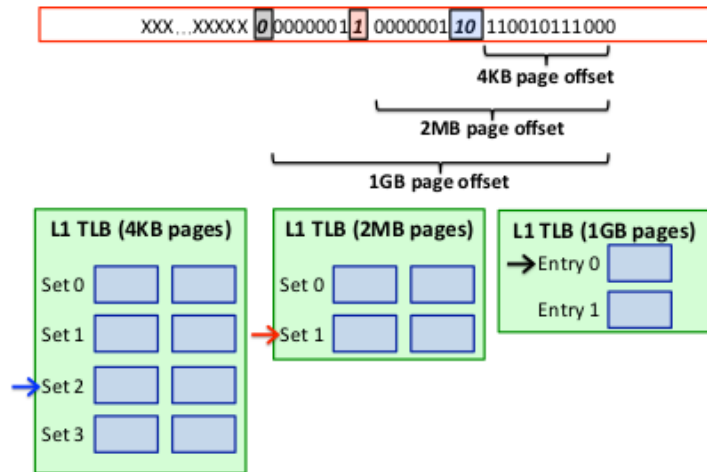 XXX...XXXXX 0 0000001 1 0000001 10 110010111000
4KB page offset
2MB page offset
1GB page offset
L1 TLB (4KB pages)
Set 0
Set 1
Set 2
Set 3
L1 TLB (2MB pages)
Set 0
Set 1
L1 TLB (1GB pages)
Entry 0
Entry 1